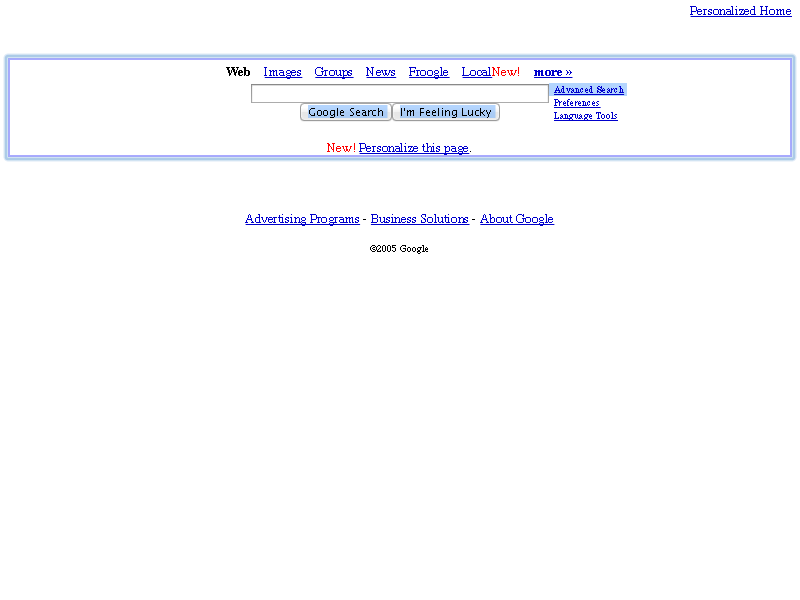 Personalized Home
Web Images Groups News Froogle LocalNew! more »
Advanced Search
Preferences
Google Search I'm Feeling Lucky
Language Tools
New! Personalize this page.
Advertising Programs - Business Solutions - About Google
©2005 Google